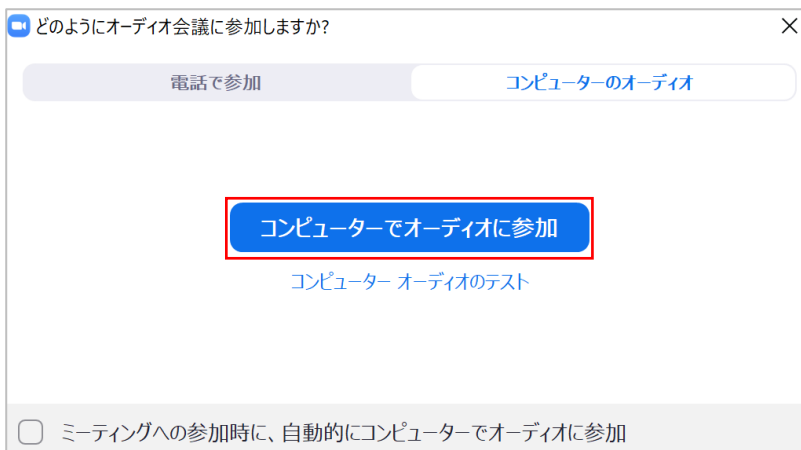 どのようにオーディオ会議に参加しますか?
電話で参加
コンピューターのオーディオ
コンピューターでオーディオに参加
コンピューター オーディオのテスト
ミーティングへの参加時に、自動的にコンピューターでオーディオに参加